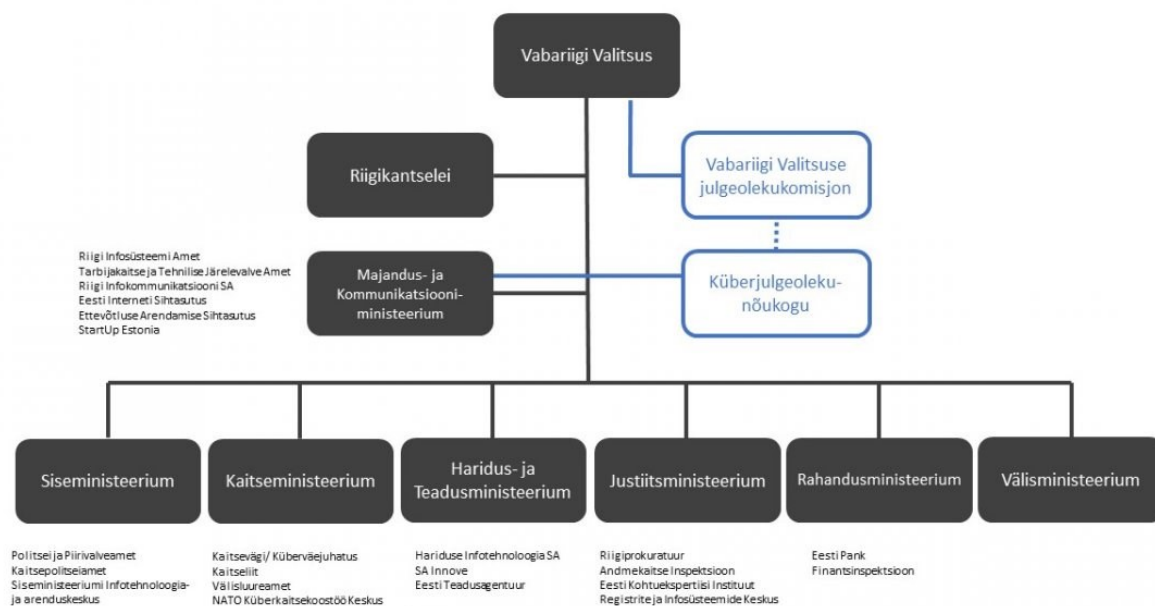 Vabariigi Valitsus
Riigikantselei
Vabariigi Valitsuse
julgeolekukomisjon
Riigi Infosüsteemi Amet
Tarbijakaitse ja Tehnilise Järelevalve Amet
Riigi Infokommunikatsiooni SA
Eesti Interneti Sihtasutus
Ettevõtluse Arendamise Sihtasutus
StartUp Estonia
Majandus- ja
Kommunikatsiooni-
ministeerium
Küberjulgeoleku-
nõukogu
Siseministeerium
Kaitseministeerium
Haridus- ja
Teadusministeerium
Justiitsministeerium
Rahandusministeerium
Välisministeerium
Politsei ja Piirivalveamet
Kaitsepolitseiamet
Siseministeeriumi Infotehnoloogia-
ja arenduskeskus
Kaitsevägi/ Küberväejuhatus
Kaitseliit
Välisluureamet
NATO Küberkaitsekoostöö Keskus
Hariduse Infotehnoloogia SA
SA Innove
Eesti Teadusagentuur
Riigiprokuratuur
Andmekaitse Inspektsioon
Eesti Kohtuekspertiisi Instituut
Registrite ja Infosüsteemide Keskus
Eesti Pank
Finantsinspektsioon